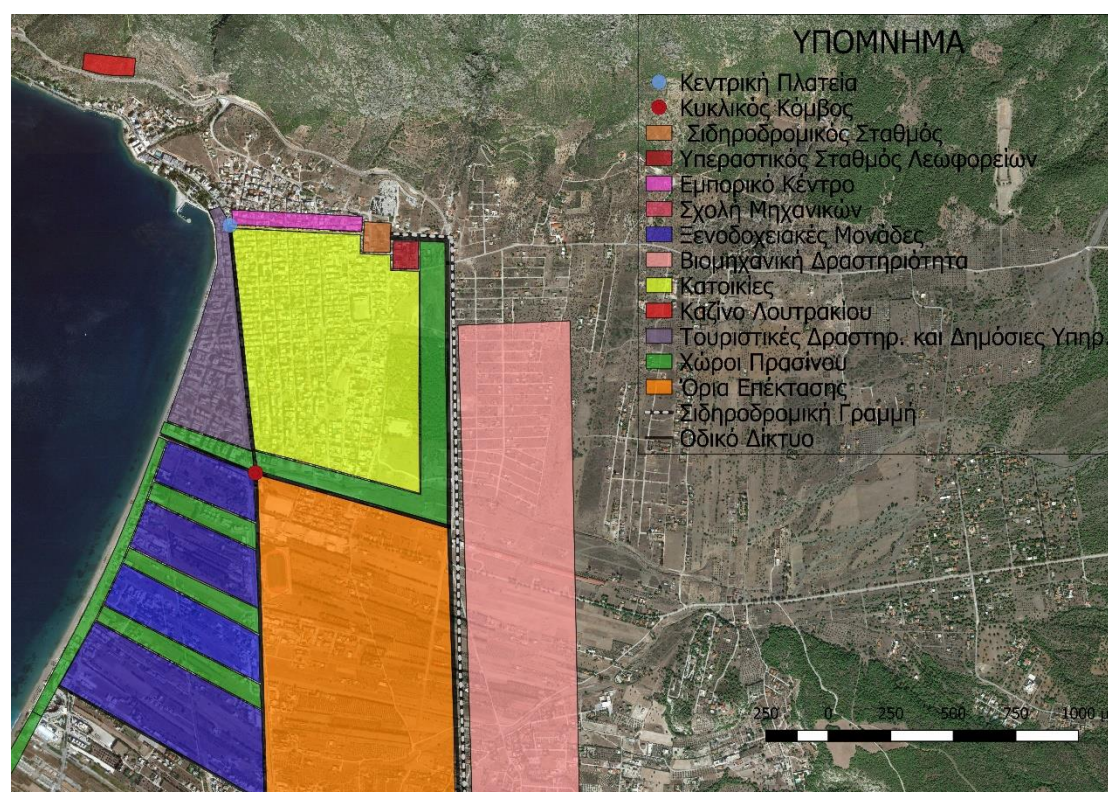 ΥΠΟΜΝΗΜΑ
Κεντρική Πλατεία
Κυκλικός Κόμβος
Σιδηροδρομικός Σταθμός
Υπεραστικός Σταθμός Λεωφορείων
Εμπορικό Κέντρο
Σχολή Μηχανικών
Ξενοδοχειακές Μονάδες
Βιομηχανική Δραστηριότητα
Κατοικίες
Καζίνο Λουτρακίου
Τουριστικές Δραστηρ. και Δημόσιες Υπηρ.
Χώροι Πρασίνου
Όρια Επέκτασης
Σιδηροδρομική Γραμμή
Οδικό Δίκτυο
250 0 250 500 750 1000 μ